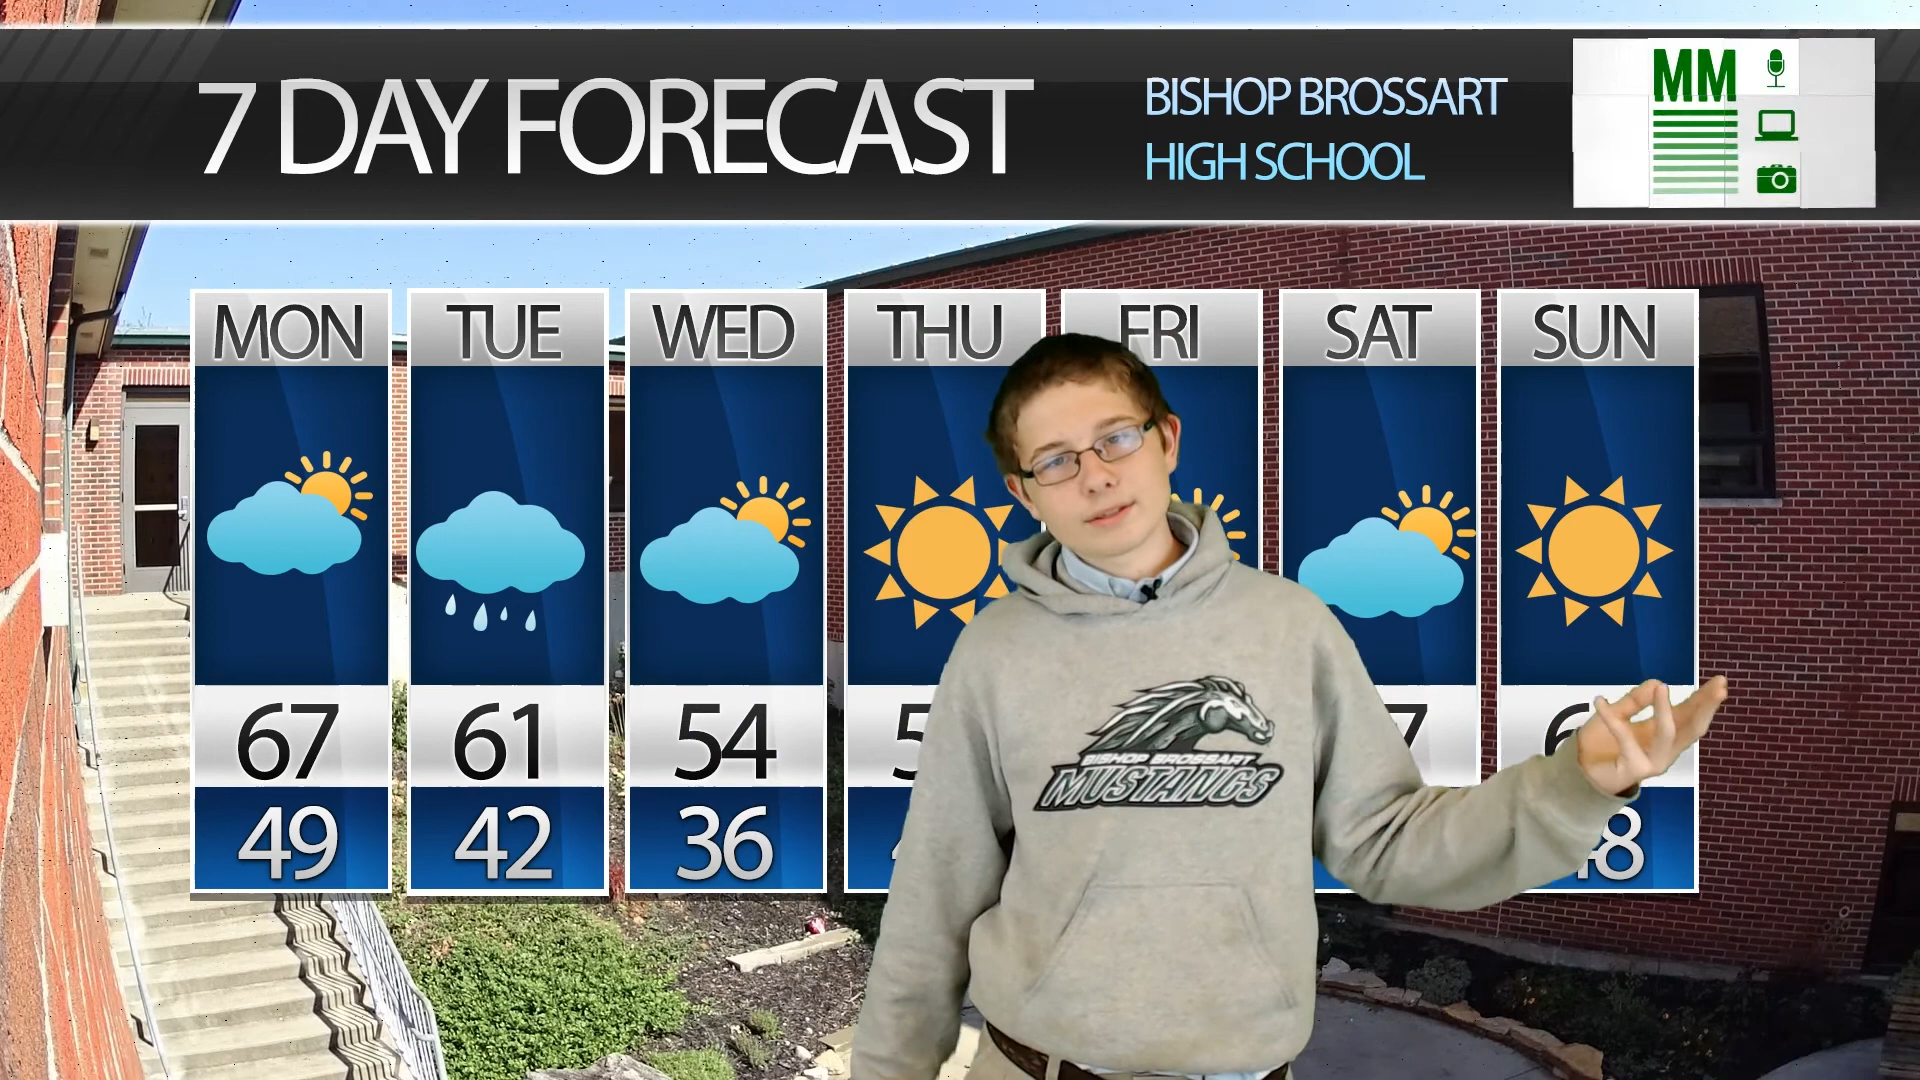 7 DAY FORECAST
BISHOP BROSSART
HIGH SCHOOL
MM
MON TUE WED THU FRI SAT SUN
67 61 54
49 42 36
BISHOP BROSSART
MUSTANGS